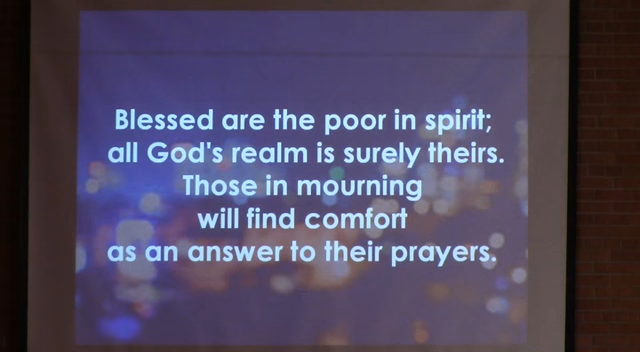 Blessed are the poor in spirit;
all God's realm is surely theirs.
Those in mourning
will find comfort
as an answer to their prayers.